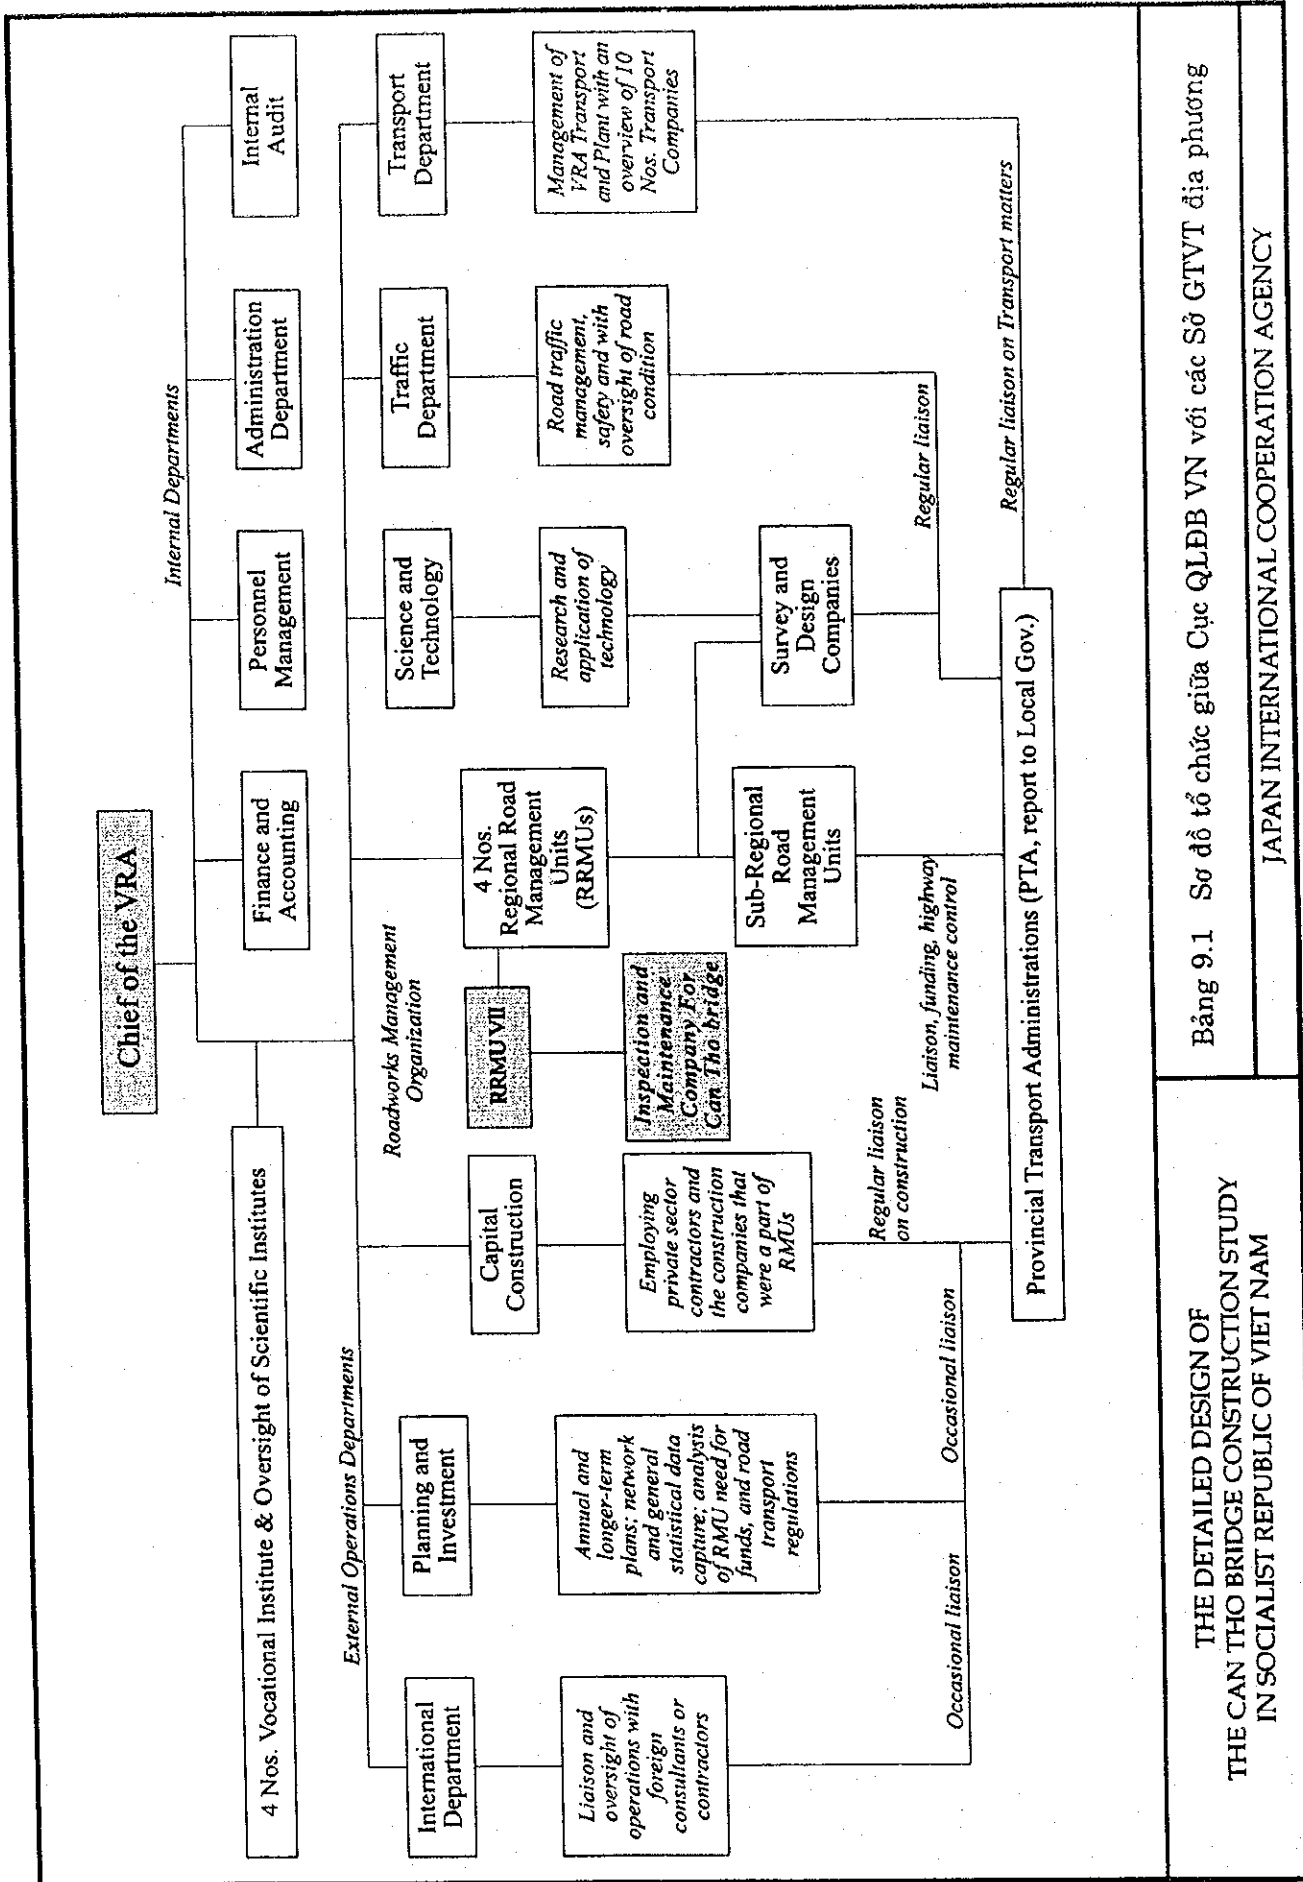 Chief of the VRA
4 Nos. Vocational Institute & Oversight of Scientific Institutes
Internal Departments
Finance and
Accounting
Personnel
Management
Administration
Department
Internal
Audit
External Operations Departments
Roadworks Management
Organization
International
Department
Planning and
Investment
Capital
Construction
RRMU VII
4 Nos.
Regional Road
Management
Units
(RRMUs)
Science and
Technology
Traffic
Department
Transport
Department
Liaison and
oversight of
operations with
foreign
consultants or
contractors
Annual and
longer-term
plans; network
and general
statistical data
capture; analysis
of RMU need for
funds, and road
transport
regulations
Employing
private sector
contractors and
the construction
companies that
were a part of
RMUs
Inspection and
Maintenance
Company For
Can Tho bridge
Research and
application of
technology
Road traffic
management,
safety and with
oversight of road
condition
Management of
VRA Transport
and Plant with an
overview of 10
Nos. Transport
Companies
Sub-Regional
Road
Management
Units
Survey and
Design
Companies
Occasional liaison
Occasional liaison
Regular liaison
on construction
Liaison, funding, highway
maintenance control
Regular liaison
Regular liaison on Transport matters
Provincial Transport Administrations (PTA, report to Local Gov.)
THE DETAILED DESIGN OF
THE CAN THO BRIDGE CONSTRUCTION STUDY
IN SOCIALIST REPUBLIC OF VIET NAM
Bảng 9.1 Sơ đồ tổ chức giữa Cục QLĐB VN với các Sở GTVT địa phương
JAPAN INTERNATIONAL COOPERATION AGENCY